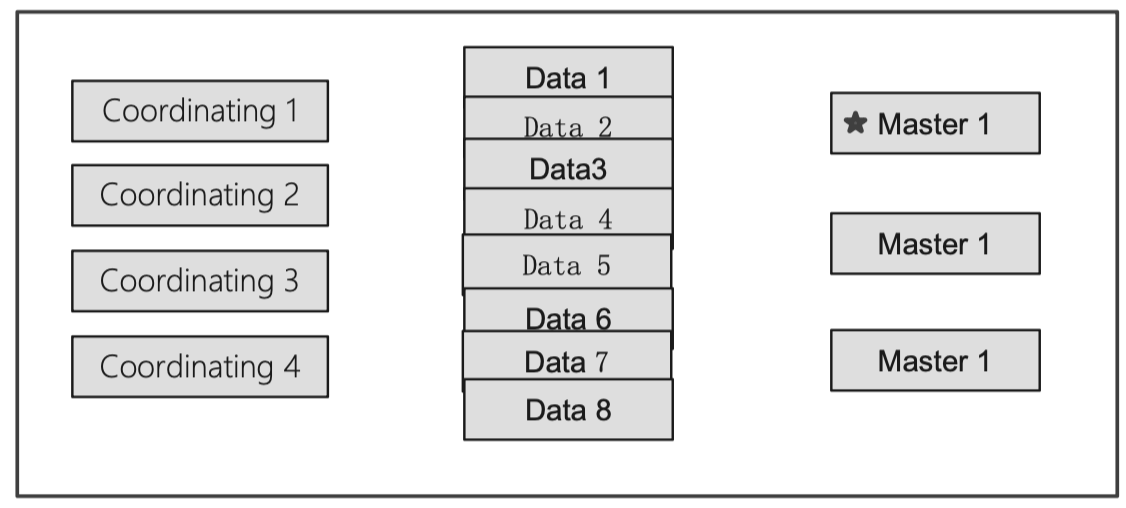 Coordinating 1
Coordinating 2
Coordinating 3
Coordinating 4
Data 1
Data 2
Data3
Data 4
Data 5
Data 6
Data 7
Data 8
Master 1
Master 1
Master 1